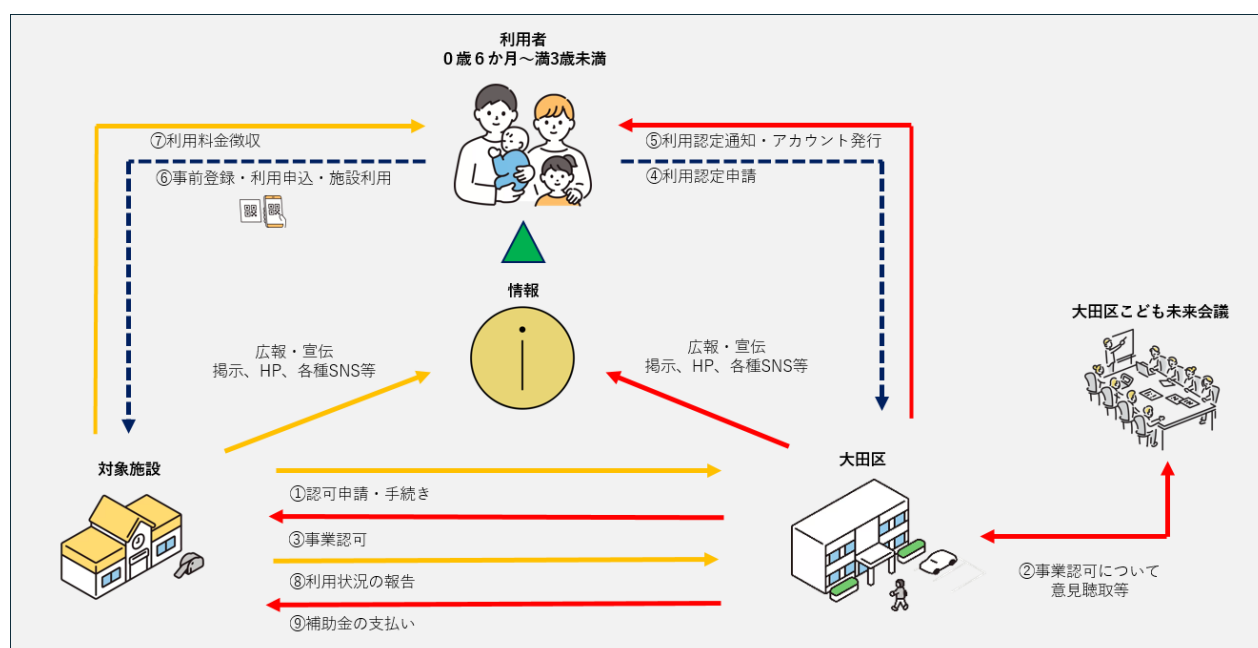 利用者
0歳6か月～満3歳未満
⑦利用料金徴収
⑥事前登録・利用申込・施設利用
⑤利用認定通知・アカウント発行
④利用認定申請
情報
広報・宣伝
掲示、HP、各種SNS等
広報・宣伝
掲示、HP、各種SNS等
大田区こども未来会議
対象施設
大田区
①認可申請・手続き
③事業認可
⑧利用状況の報告
⑨補助金の支払い
②事業認可について
意見聴取等